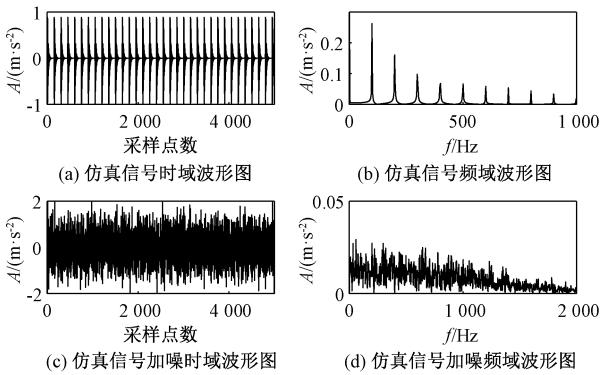 1
0
-1
A/(m·s⁻²)
0 2 000 4 000
采样点数
(a) 仿真信号时域波形图
0.2
0.1
0
A/(m·s⁻²)
0 500 1 000
f/Hz
(b) 仿真信号频域波形图
2
0
-2
A/(m·s⁻²)
0 2 000 4 000
采样点数
(c) 仿真信号加噪时域波形图
0.05
0
A/(m·s⁻²)
0 1 000 2 000
f/Hz
(d) 仿真信号加噪频域波形图